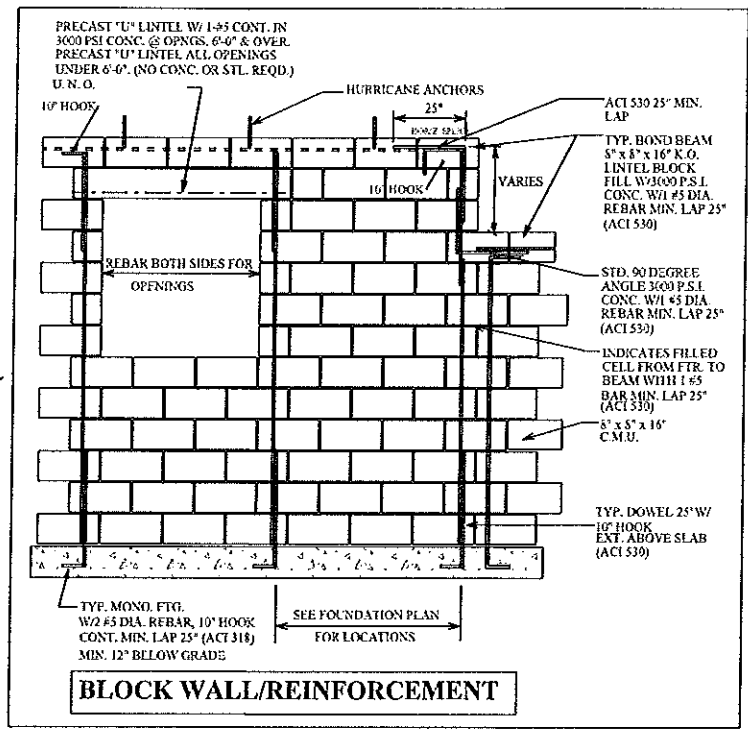 PRECAST "U" LINTEL W/ 1-#5 CONT. IN
3000 PSI CONC. @ OPNGS. 6'-0" & OVER.
PRECAST "U" LINTEL ALL OPENINGS
UNDER 6'-0". (NO CONC. OR STL. REQD.)
U. N. O.
10" HOOK
HURRICANE ANCHORS
25"
ACI 530 25" MIN.
LAP
TYP. BOND BEAM
8" x 8" x 16" K.O.
LINTEL BLOCK
FILL W/3000 P.S.I.
CONC. W/1 #5 DIA.
REBAR MIN. LAP 25"
(ACI 530)
VARIES
HOOK
REBAR BOTH SIDES FOR
OPENINGS
STD. 90 DEGREE
ANGLE 3000 P.S.I.
CONC. W/1 #5 DIA.
REBAR MIN. LAP 25"
(ACI 530)
INDICATES FILLED
CELL FROM FTR. TO
BEAM WITH 1 #5
BAR MIN. LAP 25"
(ACI 530)
8" x 8" x 16"
C.M.U.
TYP. DOWEL 25" W/
10" HOOK
EXT. ABOVE SLAB
(ACI 530)
TYP. MONO. FTG.
W/2 #5 DIA. REBAR, 10" HOOK
CONT. MIN. LAP 25" (ACI 318)
MIN. 12" BELOW GRADE
SEE FOUNDATION PLAN
FOR LOCATIONS
BLOCK WALL/REINFORCEMENT